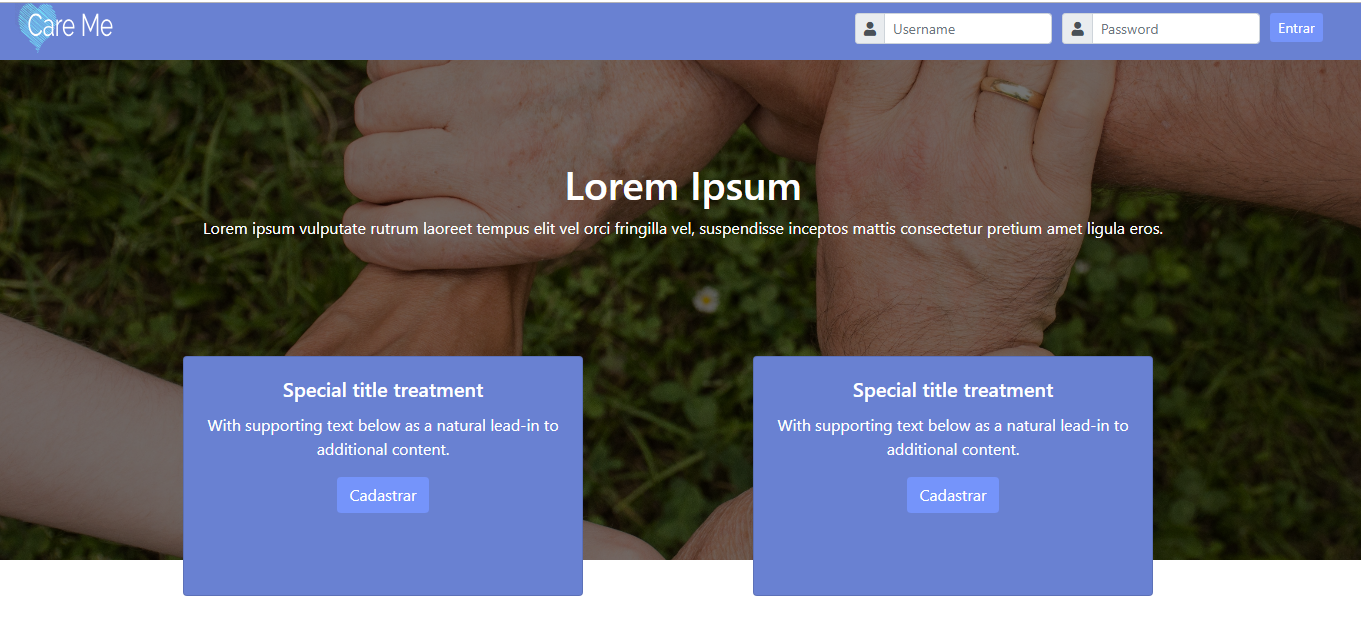 Care Me
Username
Password
Entrar
Lorem Ipsum
Lorem ipsum vulputate rutrum laoreet tempus elit vel orci fringilla vel, suspendisse inceptos mattis consectetur pretium amet ligula eros.
Special title treatment
With supporting text below as a natural lead-in to
additional content.
Cadastrar
Special title treatment
With supporting text below as a natural lead-in to
additional content.
Cadastrar